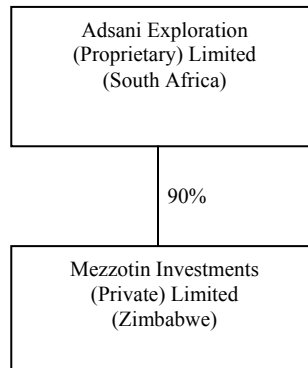 Adsani Exploration
(Proprietary) Limited
(South Africa)
90%
Mezzotin Investments
(Private) Limited
(Zimbabwe)